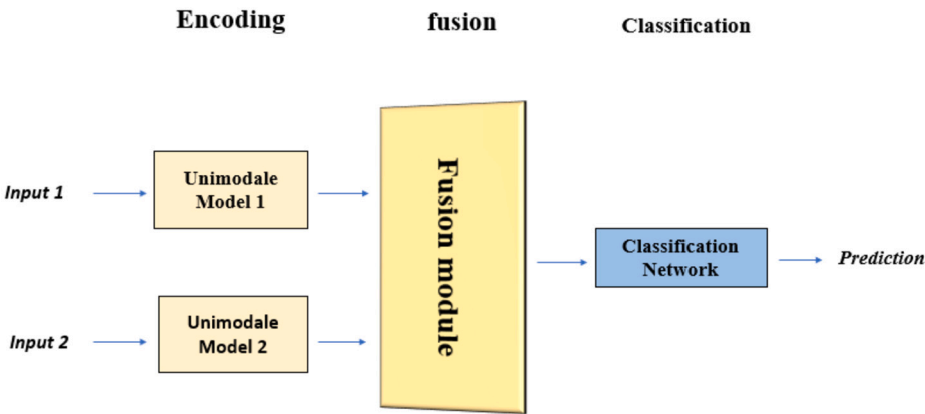 Encoding
fusion
Classification
Input 1
Unimodale
Model 1
Fusion module
Classification
Network
Prediction
Input 2
Unimodale
Model 2